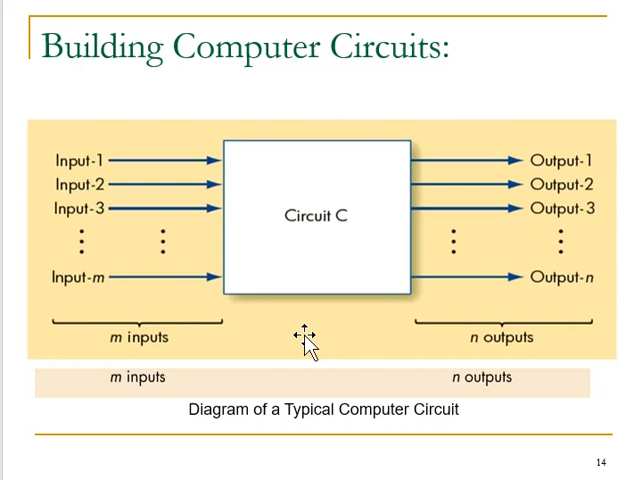 Building Computer Circuits:
Input-1 Output-1
Input-2 Output-2
Input-3 Output-3
Circuit C
Input-m Output-n
m inputs n outputs
m inputs n outputs
Diagram of a Typical Computer Circuit
14